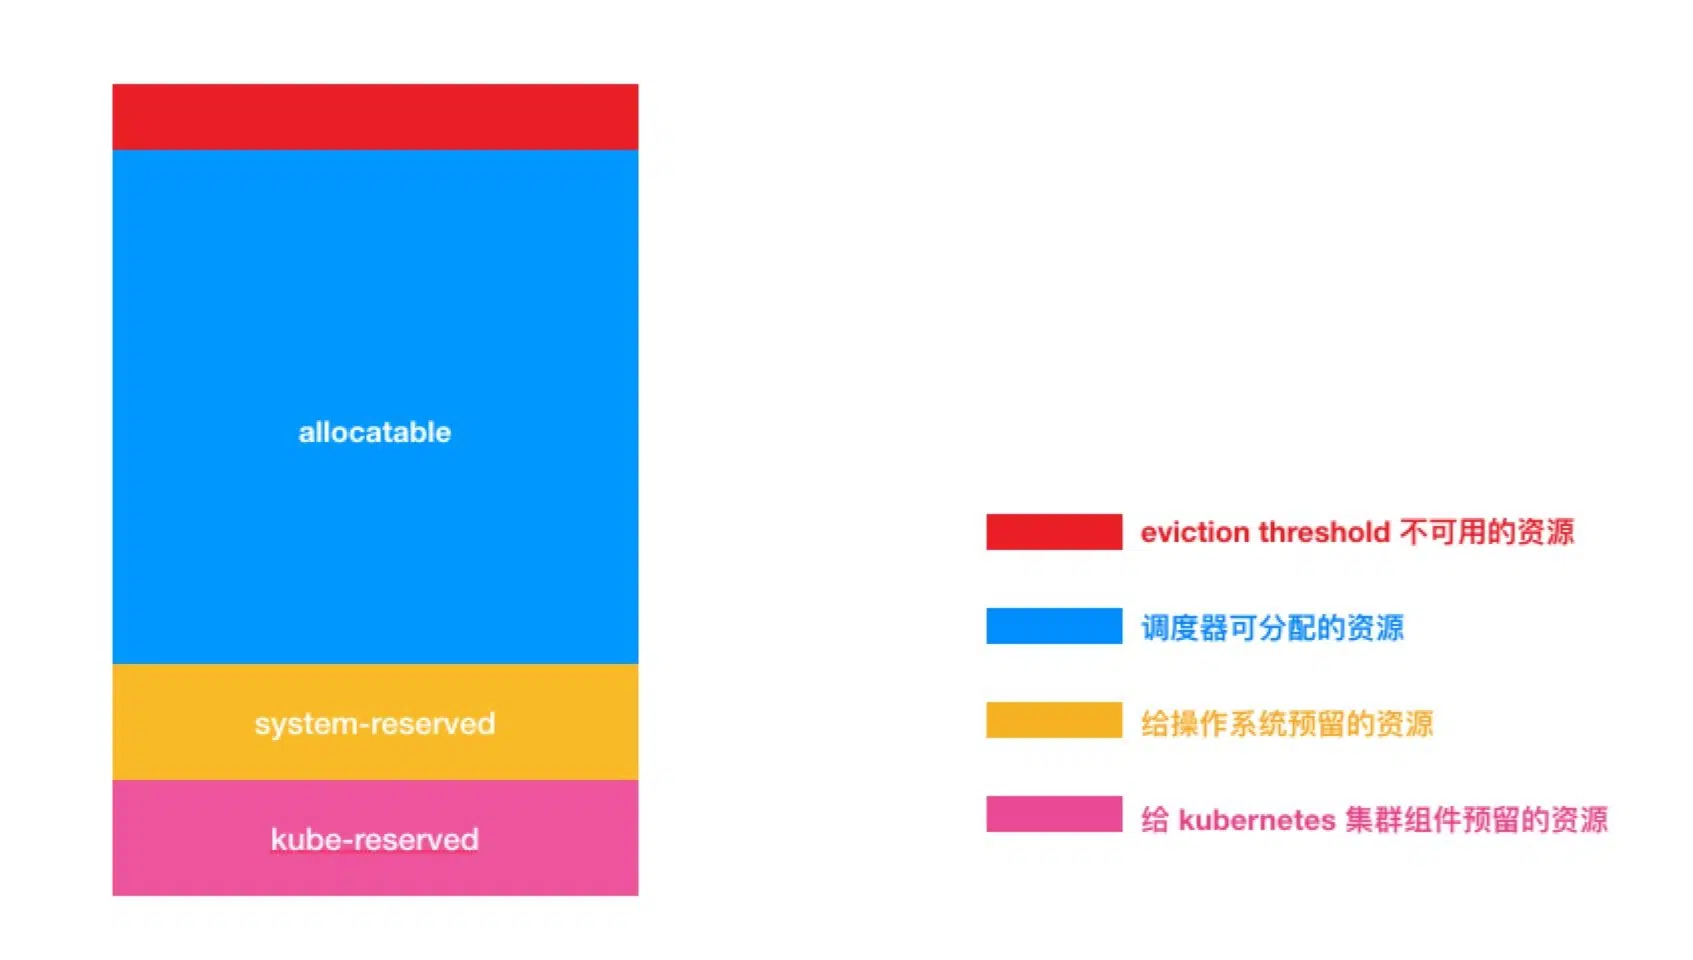 allocatable
system-reserved
kube-reserved
eviction threshold 不可用的资源
调度器可分配的资源
给操作系统预留的资源
给 kubernetes 集群组件预留的资源